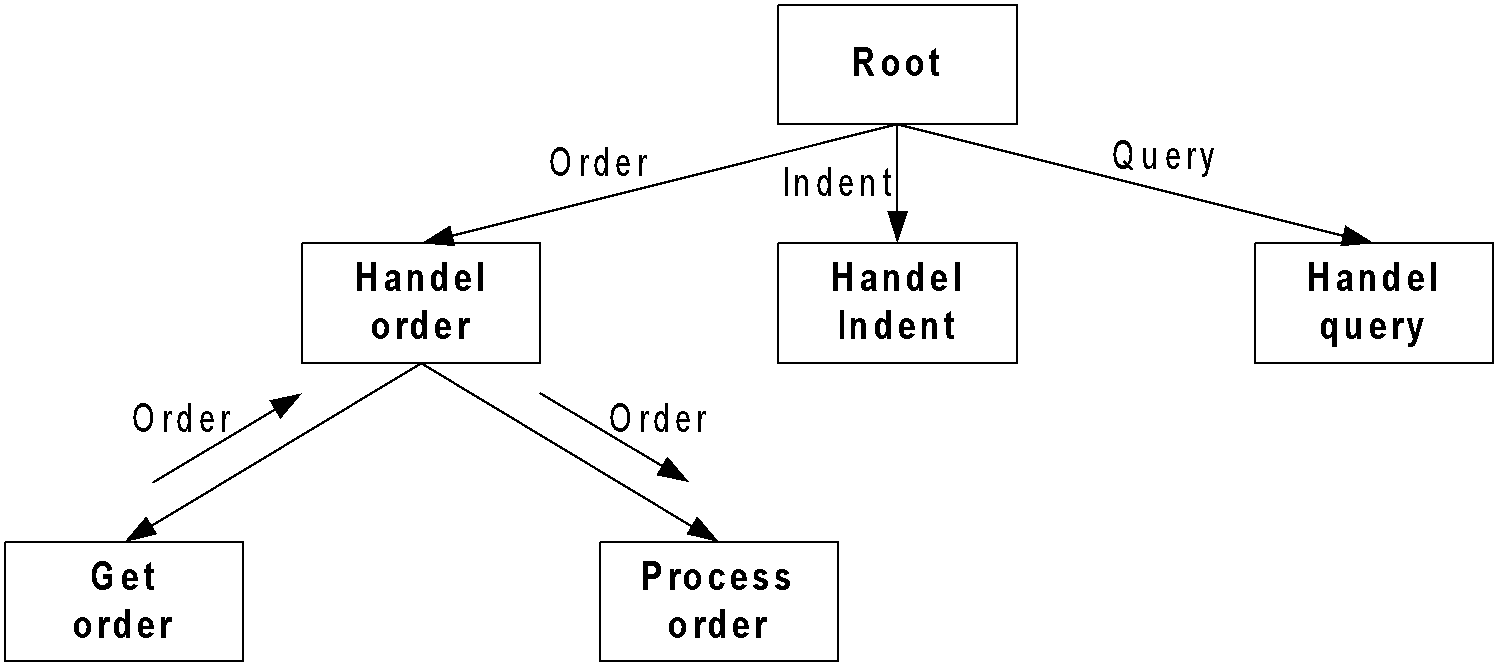 Root
Order
Indent
Query
Handel
order
Handel
Indent
Handel
query
Order
Order
Get
order
Process
order